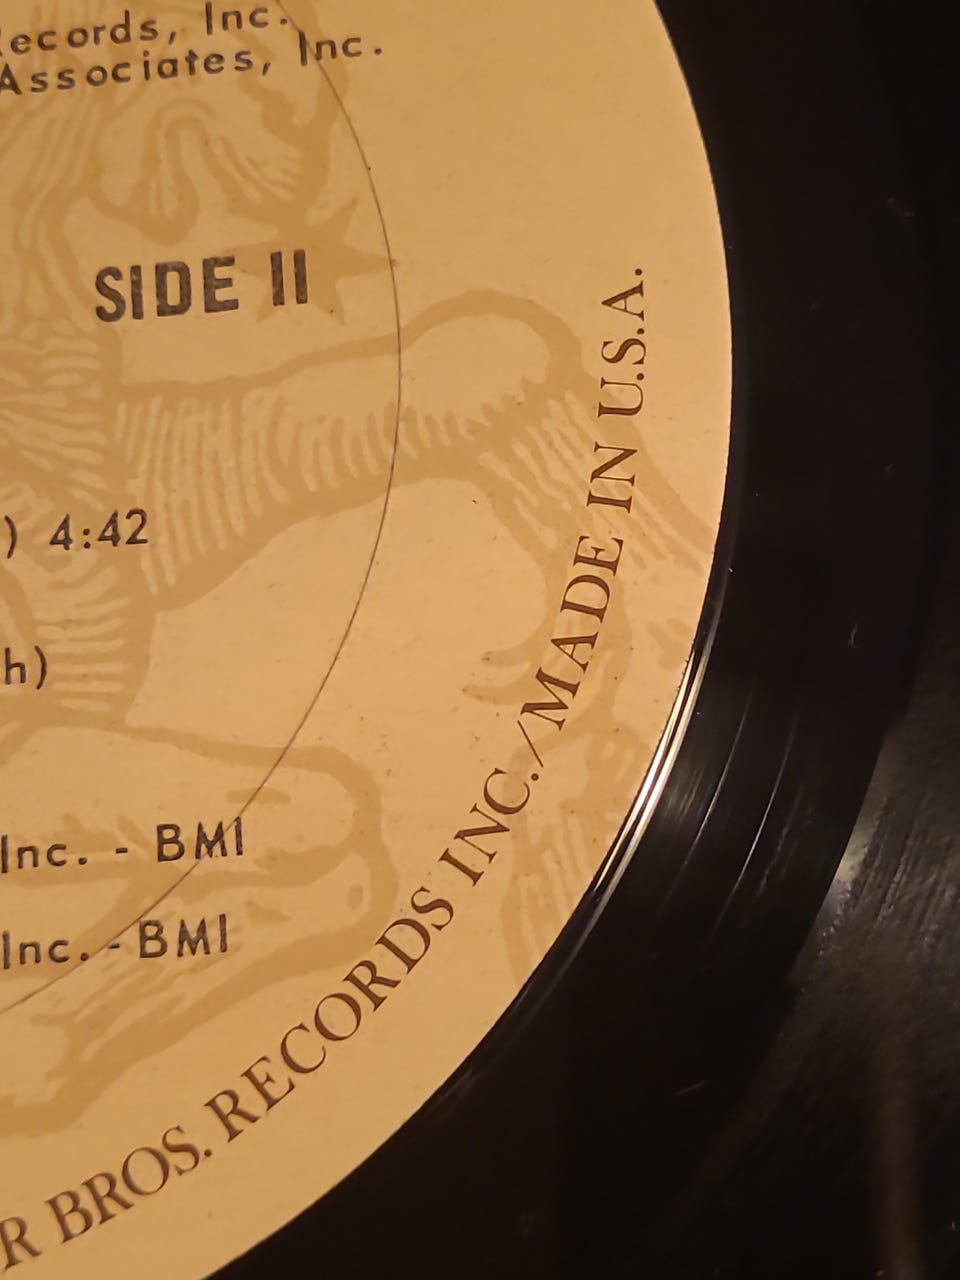 ecords, Inc.
Associates, Inc.
SIDE II
) 4:42
h)
Inc. - BMI
Inc. - BMI
R BROS. RECORDS INC./MADE IN U.S.A.